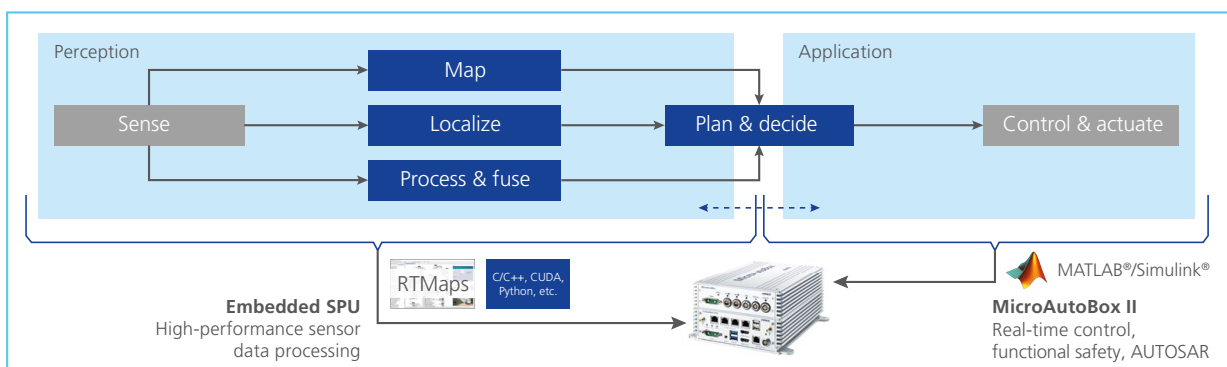 Perception
Application
Map
Sense
Localize
Plan & decide
Control & actuate
Process & fuse
RTMaps
C/C++, CUDA,
Python, etc.
MATLAB®/Simulink®
Embedded SPU
High-performance sensor
data processing
MicroAutoBox II
Real-time control,
functional safety, AUTOSAR